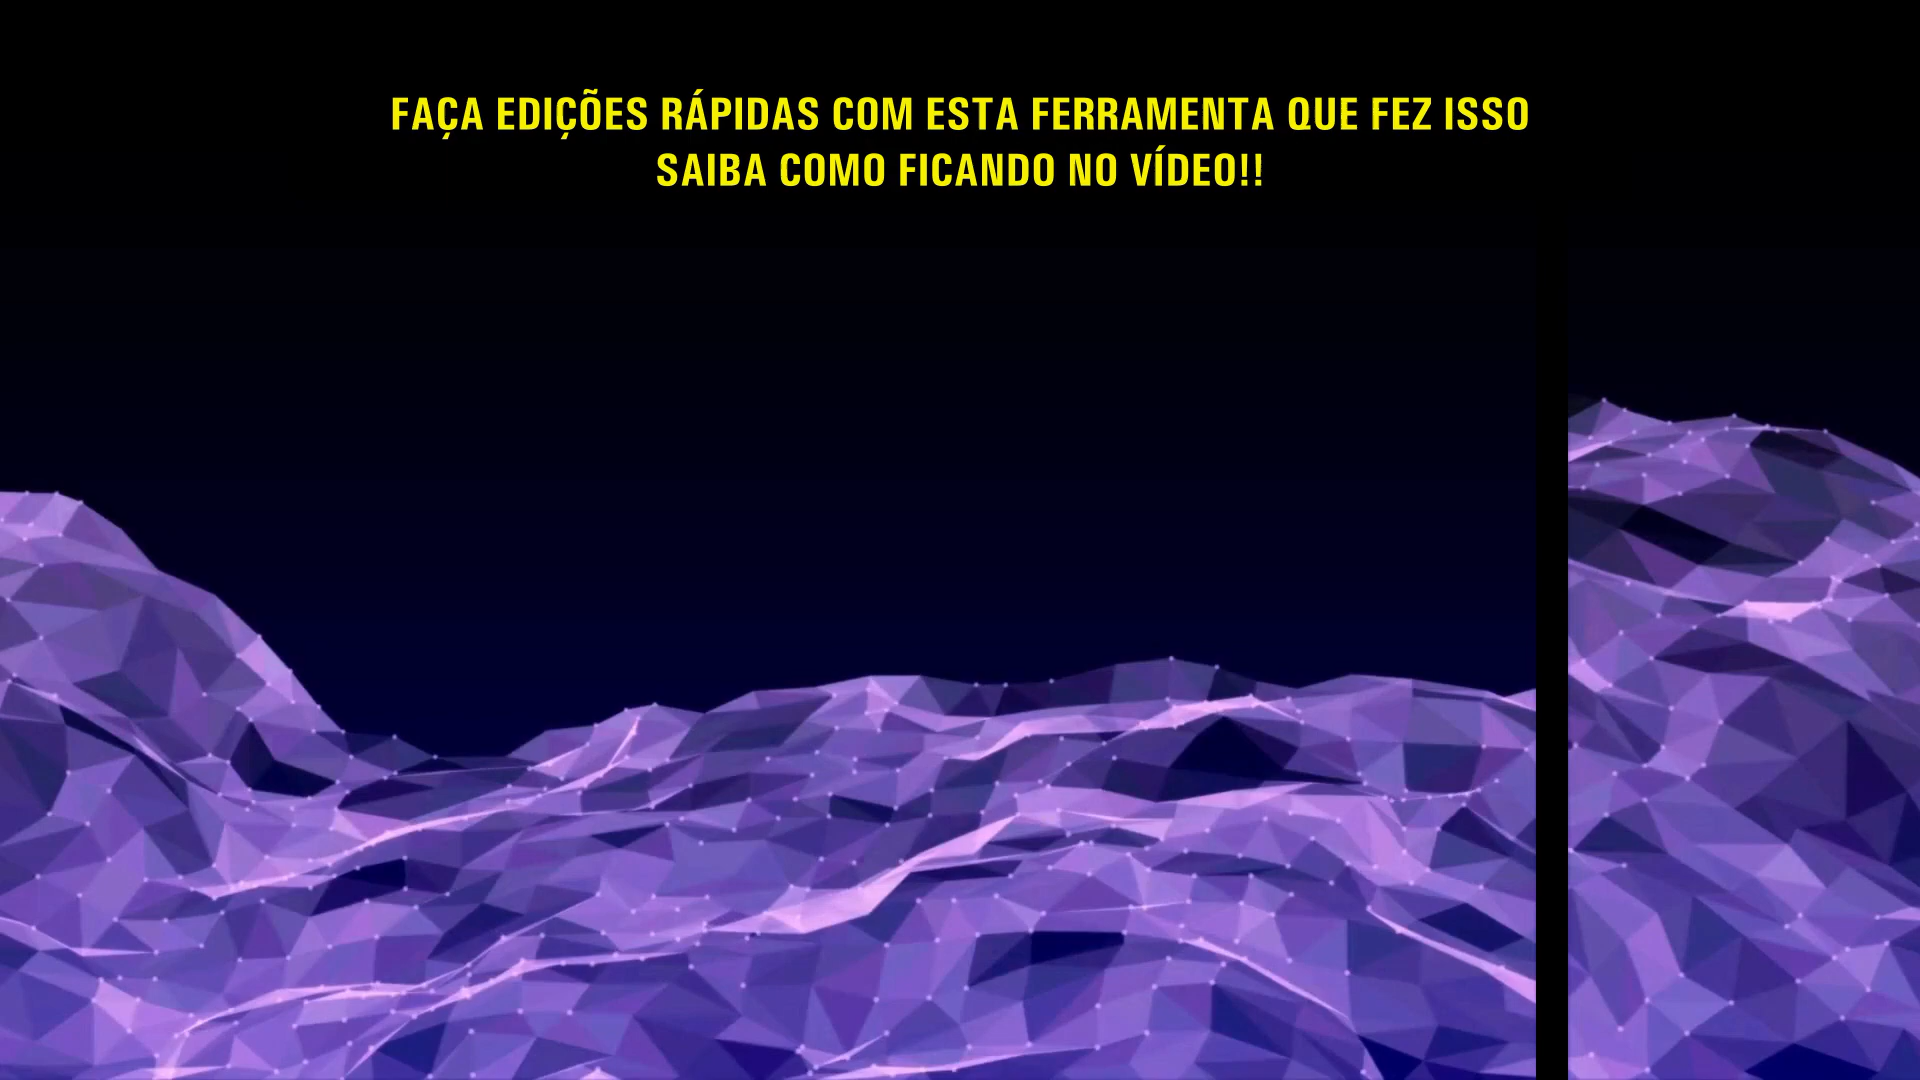 FAÇA EDIÇÕES RÁPIDAS COM ESTA FERRAMENTA QUE FEZ ISSO
SAIBA COMO FICANDO NO VÍDEO!!